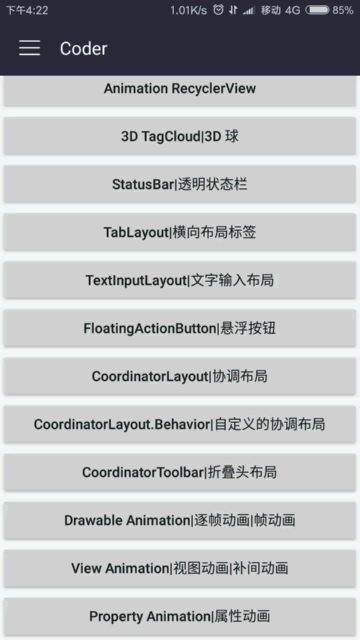 下午4:22
1.01K/s 移动 4G 85%
Coder
Animation RecyclerView
3D TagCloud|3D 球
StatusBar|透明状态栏
TabLayout|横向布局标签
TextInputLayout|文字输入布局
FloatingActionButton|悬浮按钮
CoordinatorLayout|协调布局
CoordinatorLayout.Behavior|自定义的协调布局
CoordinatorToolbar|折叠头布局
Drawable Animation|逐帧动画|帧动画
View Animation|视图动画|补间动画
Property Animation|属性动画